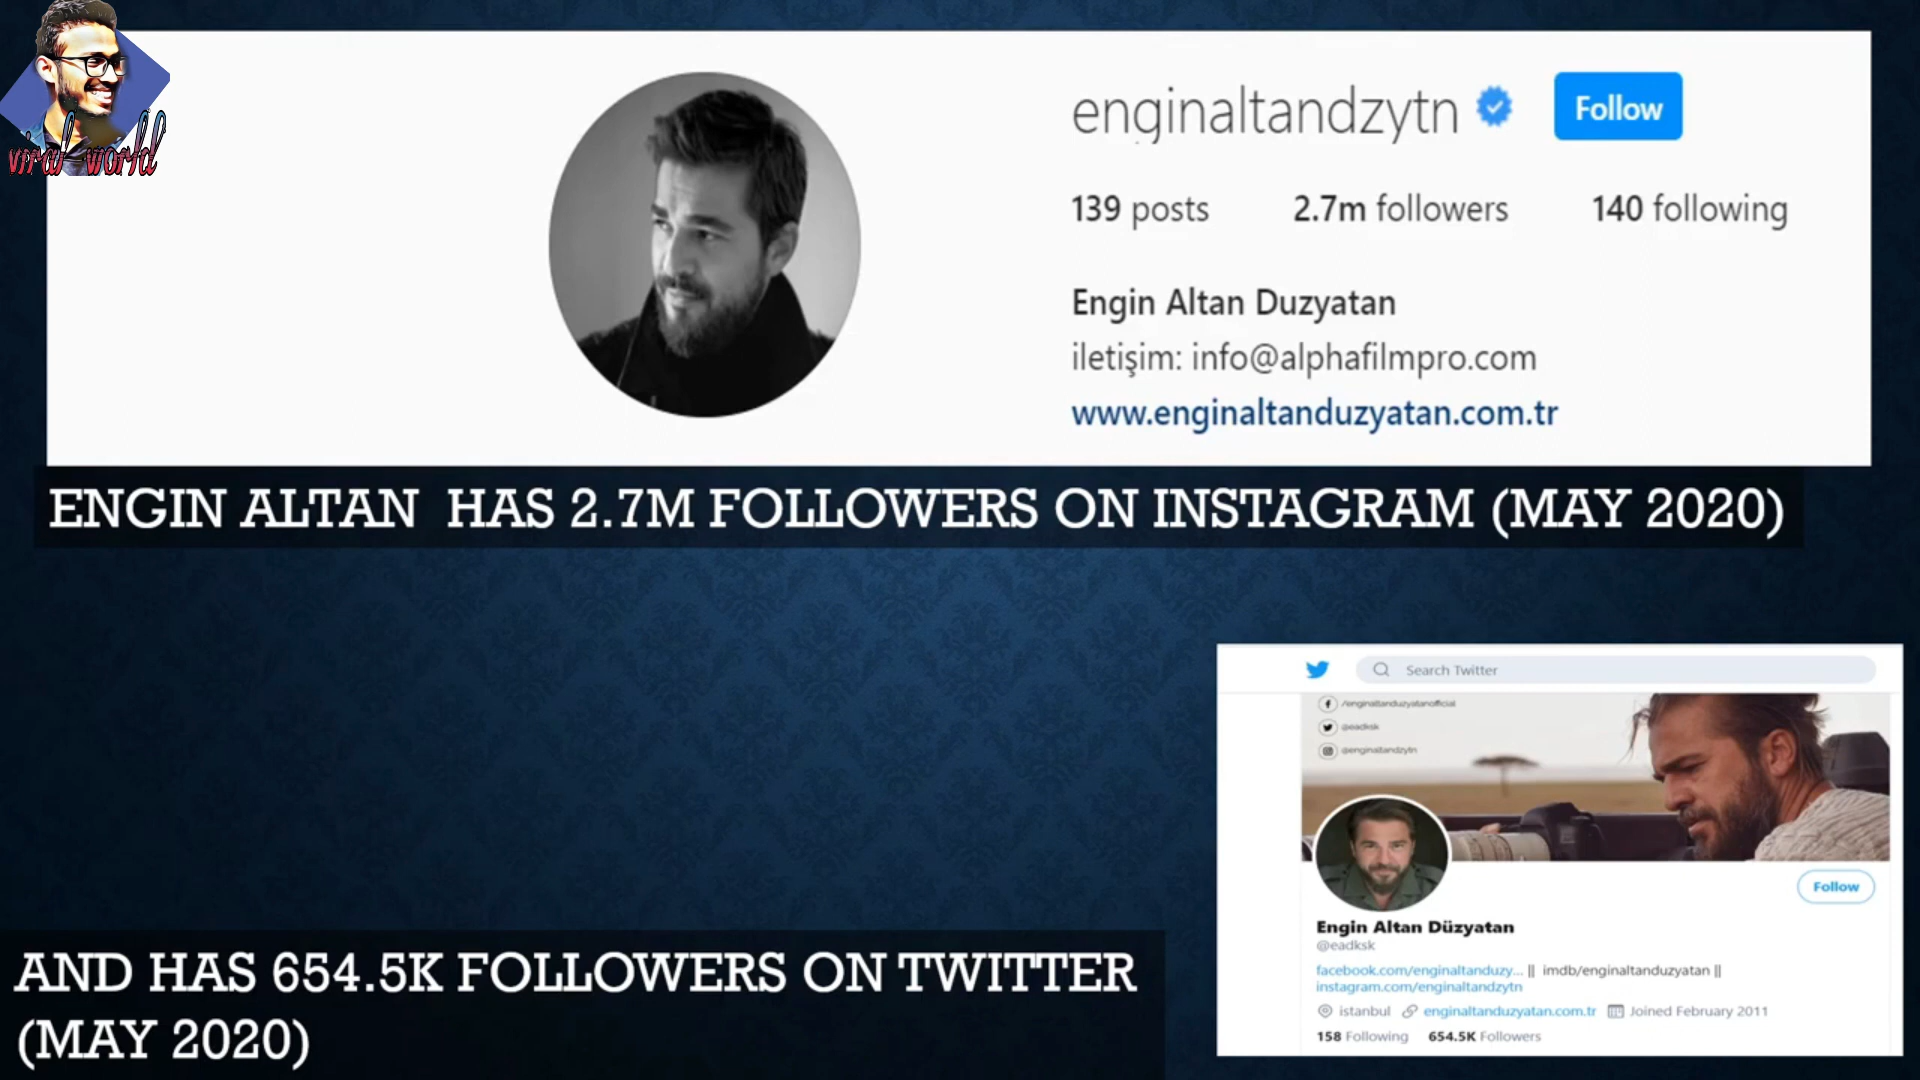 viral world
enginaltandzytn
Follow
139 posts 2.7m followers 140 following
Engin Altan Duzyatan
iletişim: info@alphafilmpro.com
www.enginaltanduzyatan.com.tr
ENGIN ALTAN HAS 2.7M FOLLOWERS ON INSTAGRAM (MAY 2020)
Search Twitter
/enginaltanduzyatanofficial
@eadksk
@enginaltandzytn
Follow
Engin Altan Düzyatan
@eadksk
facebook.com/enginaltanduzy... || imdb/enginaltanduzyatan ||
instagram.com/enginaltandzytn
istanbul enginaltanduzyatan.com.tr Joined February 2011
158 Following 654.5K Followers
AND HAS 654.5K FOLLOWERS ON TWITTER
(MAY 2020)